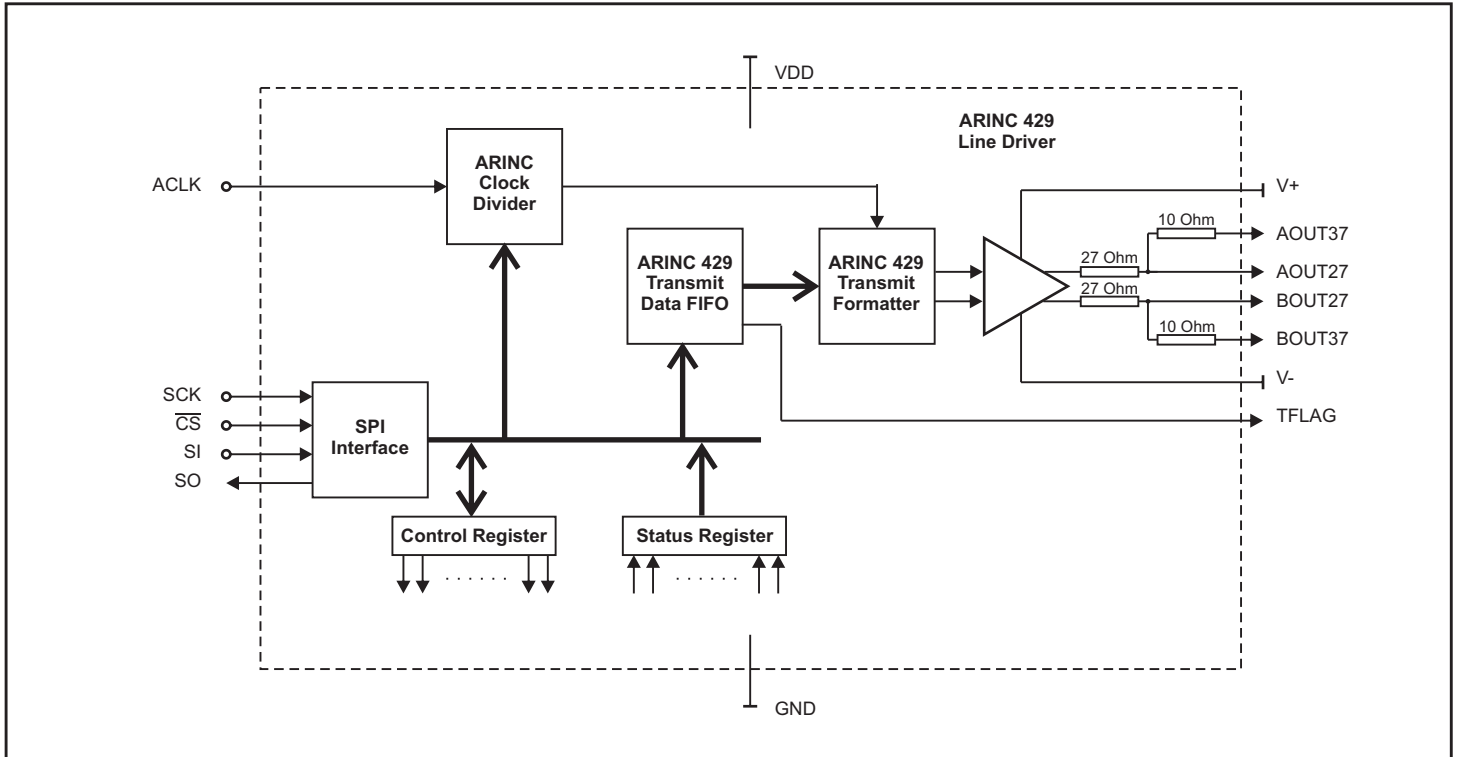 VDD
ARINC 429
Line Driver
ARINC
Clock
Divider
ACLK
V+
10 Ohm
AOUT37
ARINC 429
Transmit
Data FIFO
ARINC 429
Transmit
Formatter
27 Ohm
AOUT27
27 Ohm
BOUT27
10 Ohm
BOUT37
V-
TFLAG
SCK
CS
SI
SO
SPI
Interface
Control Register
Status Register
. . . . . .
. . . . . .
GND